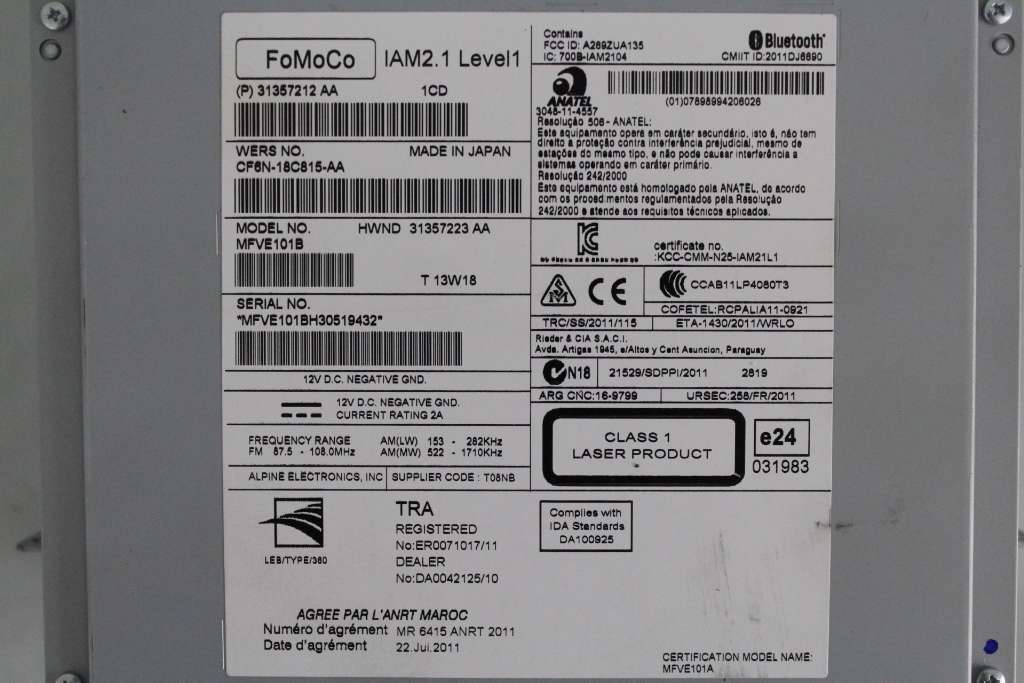 FoMoCo IAM2.1 Level1
(P) 31357212 AA 1CD
WERS NO. MADE IN JAPAN
CF6N-18C815-AA
MODEL NO. HWND 31357223 AA
MFVE101B
T 13W18
SERIAL NO.
*MFVE101BH30519432*
12V D.C. NEGATIVE GND.
12V D.C. NEGATIVE GND.
CURRENT RATING 2A
FREQUENCY RANGE AM(LW) 153 - 282KHz
FM 87.5 - 108.0MHz AM(MW) 522 - 1710KHz
ALPINE ELECTRONICS, INC SUPPLIER CODE : T08NB
Contains
FCC ID: A269ZUA135
IC: 700B-IAM2104
Bluetooth
CMIIT ID:2011DJ6690
ANATEL
(01)07898994206026
3048-11-4557
Resolução 506 - ANATEL:
Este equipamento opera em caráter secundário, isto é, não tem
direito a proteção contra interferência prejudicial, mesmo de
estações do mesmo tipo, e não pode causar interferência a
sistemas operando em caráter primário.
Resolução 242/2000
Este equipamento está homologado pela ANATEL, de acordo
com os procedimentos regulamentados pela Resolução
242/2000 e atende aos requisitos técnicos aplicados.
certificate no.
:KCC-CMM-N25-IAM21L1
CE
CCAB11LP4080T3
COFETEL:RCPALIA11-0921
TRC/SS/2011/115 ETA-1430/2011/WRLO
Rieder & CIA S.A.C.I.
Avda. Artigas 1945, e/Altos y Cent Asuncion, Paraguay
N18 21529/SDPPI/2011 2819
ARG CNC:16-9799 URSEC:258/FR/2011
CLASS 1
LASER PRODUCT
e24
031983
LEB/TYPE/360
TRA
REGISTERED
No:ER0071017/11
DEALER
No:DA0042125/10
Complies with
IDA Standards
DA100925
AGREE PAR L'ANRT MAROC
Numéro d'agrément MR 6415 ANRT 2011
Date d'agrément 22.Jui.2011
CERTIFICATION MODEL NAME:
MFVE101A